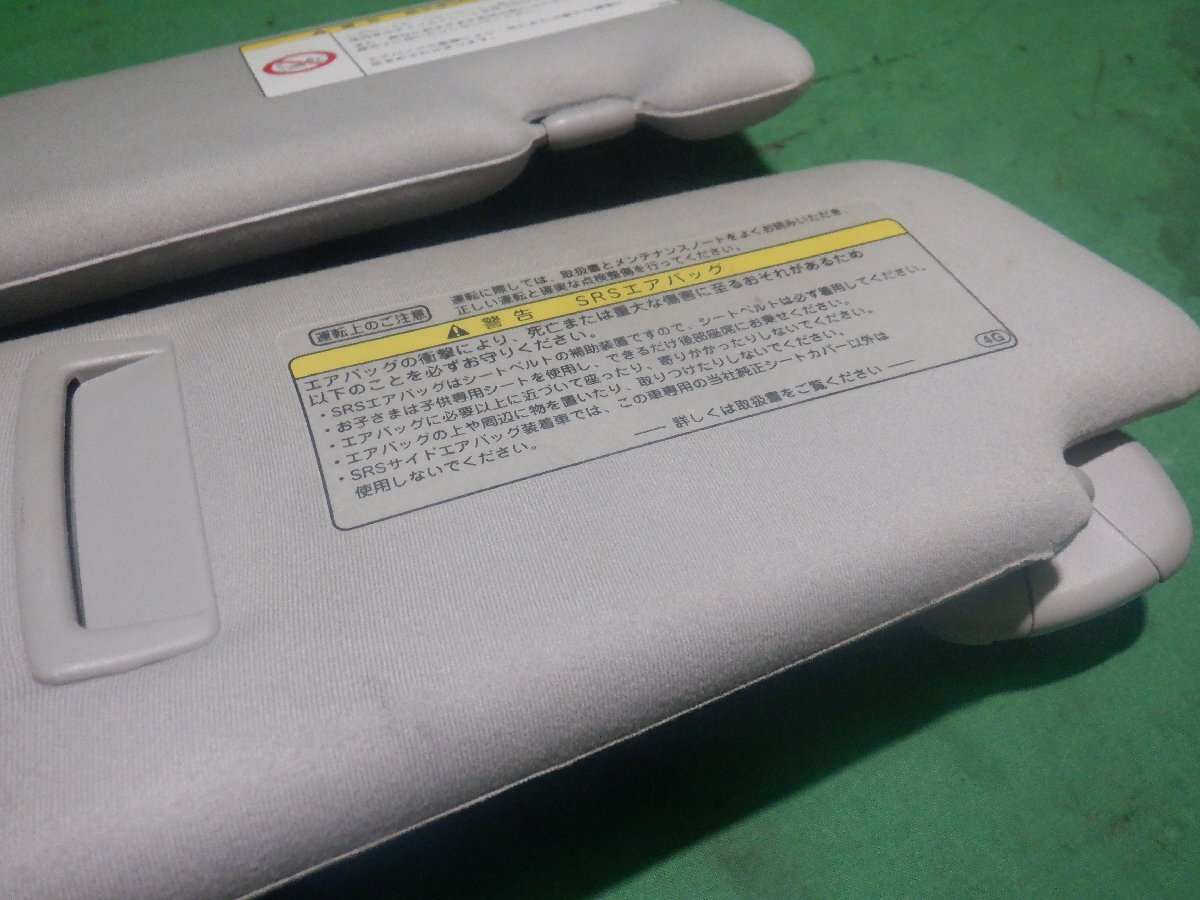 運転上のご注意
運転に際しては、取扱書とメンテナンスノートをよくお読みいただき、
正しい運転と確実な点検整備を行ってください。
警告 SRSエアバッグ
エアバッグの衝撃により、死亡または重大な傷害に至るおそれがあるため
以下のことを必ずお守りください。
・SRSエアバッグはシートベルトの補助装置ですので、シートベルトは必ず着用してください。
・お子さまは子供専用シートを使用し、できるだけ後部座席にお乗せください。
・エアバッグに必要以上に近づいて座ったり、寄りかかったりしないでください。
・エアバッグの上や周辺に物を置いたり、取りつけたりしないでください。
・SRSサイドエアバッグ装着車では、この車専用の当社純正シートカバー以外は
使用しないでください。
詳しくは取扱書をご覧ください
4G